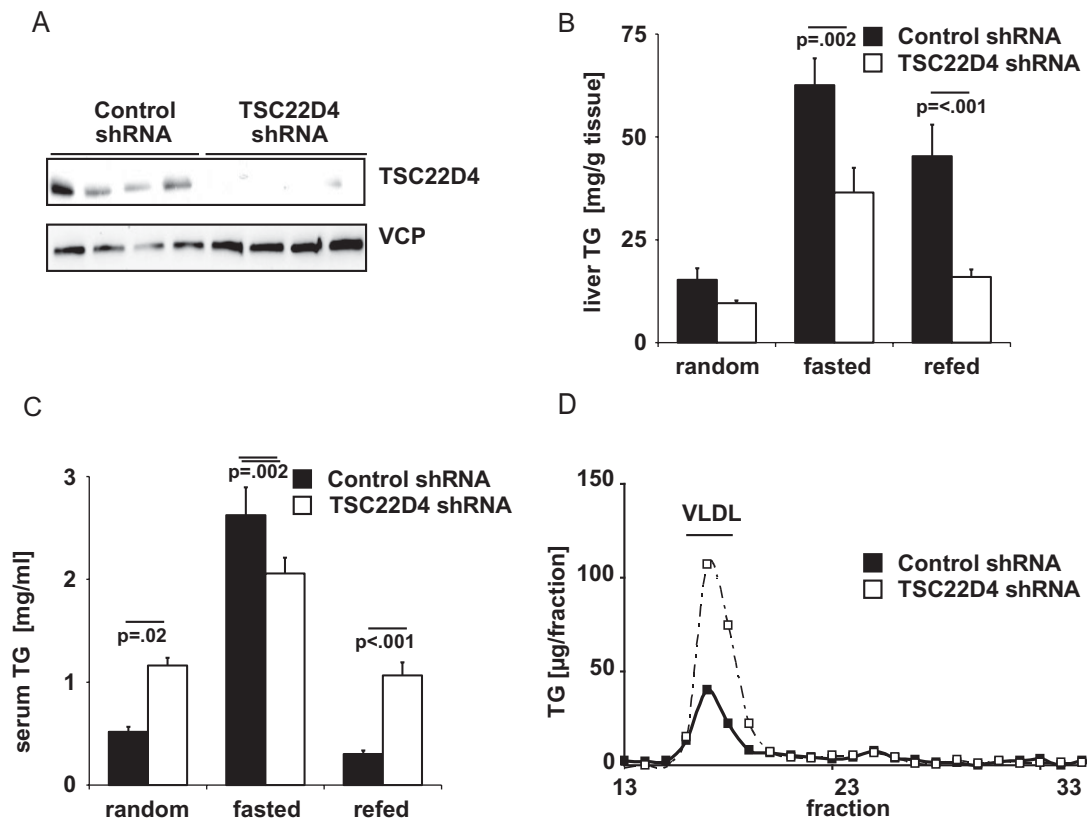 A
Control
shRNA
TSC22D4
shRNA
TSC22D4
VCP
B
liver TG [mg/g tissue]
75
50
25
0
p=.002
p=<.001
Control shRNA
TSC22D4 shRNA
random
fasted
refed
C
serum TG [mg/ml]
3
2
1
0
p=.02
p=.002
p<.001
Control shRNA
TSC22D4 shRNA
random
fasted
refed
D
TG [µg/fraction]
150
100
50
0
VLDL
Control shRNA
TSC22D4 shRNA
13
23
33
fraction